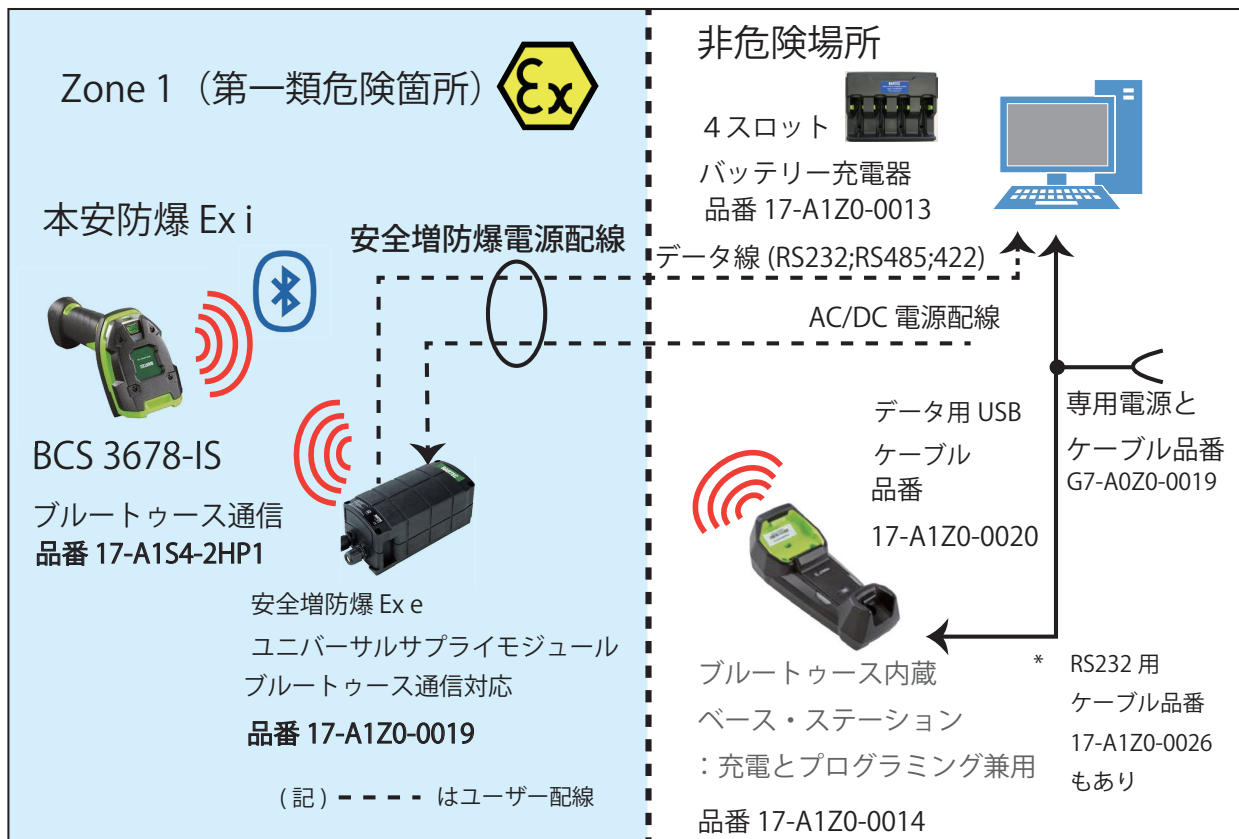 Zone 1（第一類危険箇所）
εx
本安防爆 Ex i
安全増防爆電源配線
BCS 3678-IS
ブルートゥース通信
品番 17-A1S4-2HP1
安全増防爆 Ex e
ユニバーサルサプライモジュール
ブルートゥース通信対応
品番 17-A1Z0-0019
( 記 ) ---- はユーザー配線
非危険場所
４スロット
バッテリー充電器
品番 17-A1Z0-0013
データ線 (RS232;RS485;422)
AC/DC 電源配線
データ用 USB
ケーブル
品番
17-A1Z0-0020
専用電源と
ケーブル品番
G7-A0Z0-0019
ブルートゥース内蔵
ベース・ステーション
：充電とプログラミング兼用
品番 17-A1Z0-0014
* RS232 用
ケーブル品番
17-A1Z0-0026
もあり